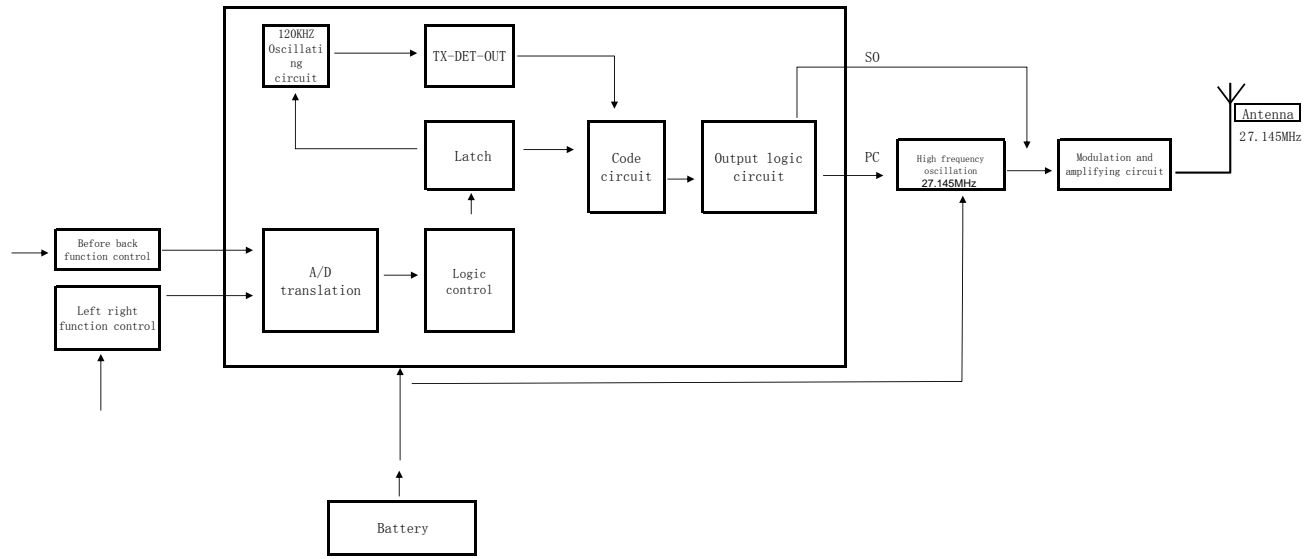 120KHZ
Oscillati
ng
circuit
TX-DET-OUT
SO
Antenna
27.145MHz
Latch
Code
circuit
Output logic
circuit
PC
High frequency
oscillation
27.145MHz
Modulation and
amplifying circuit
Before back
function control
A/D
translation
Logic
control
Left right
function control
Battery